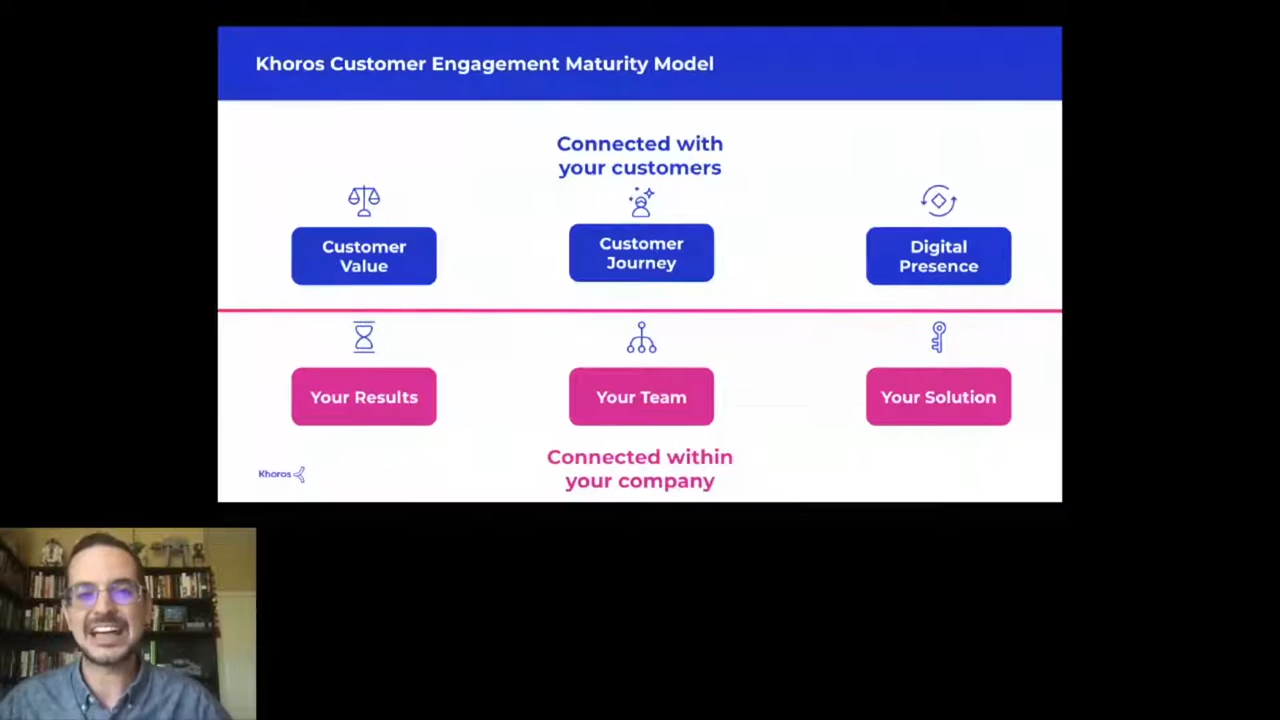 Khoros Customer Engagement Maturity Model
Connected with
your customers
Customer
Value
Customer
Journey
Digital
Presence
Your Results
Your Team
Your Solution
Connected within
your company
Khoros